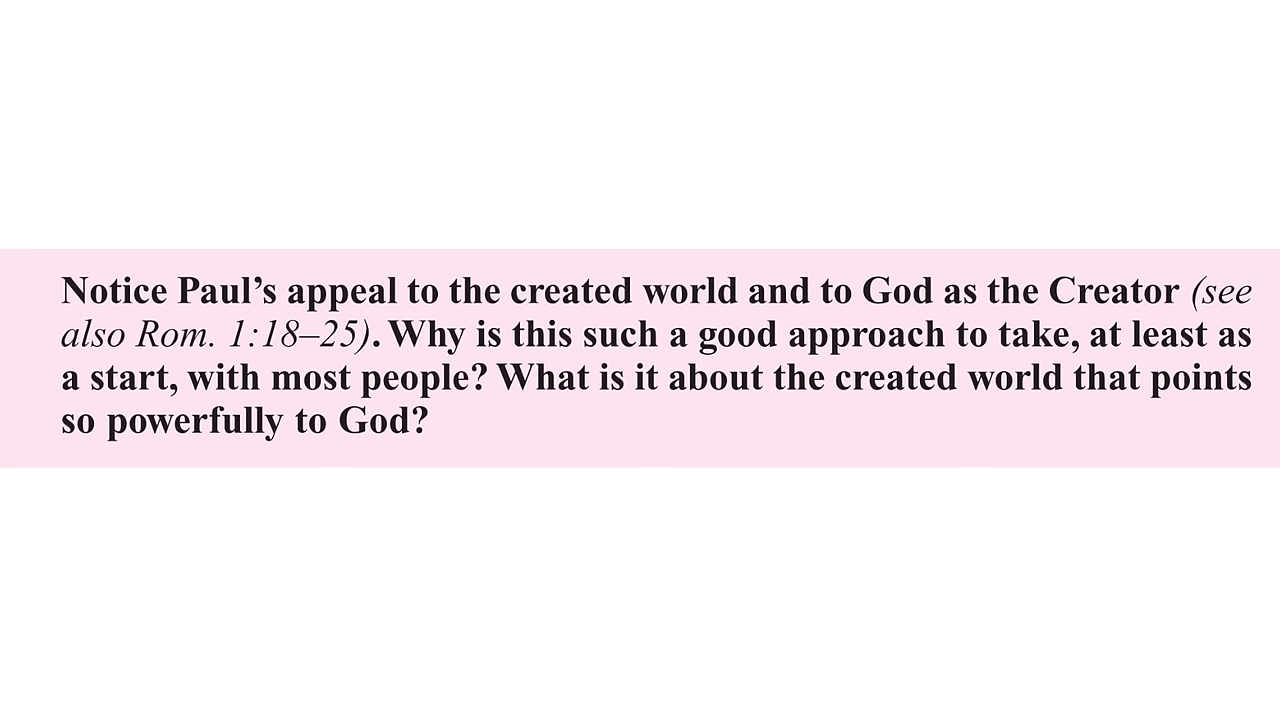 Notice Paul’s appeal to the created world and to God as the Creator (see
also Rom. 1:18–25). Why is this such a good approach to take, at least as
a start, with most people? What is it about the created world that points
so powerfully to God?